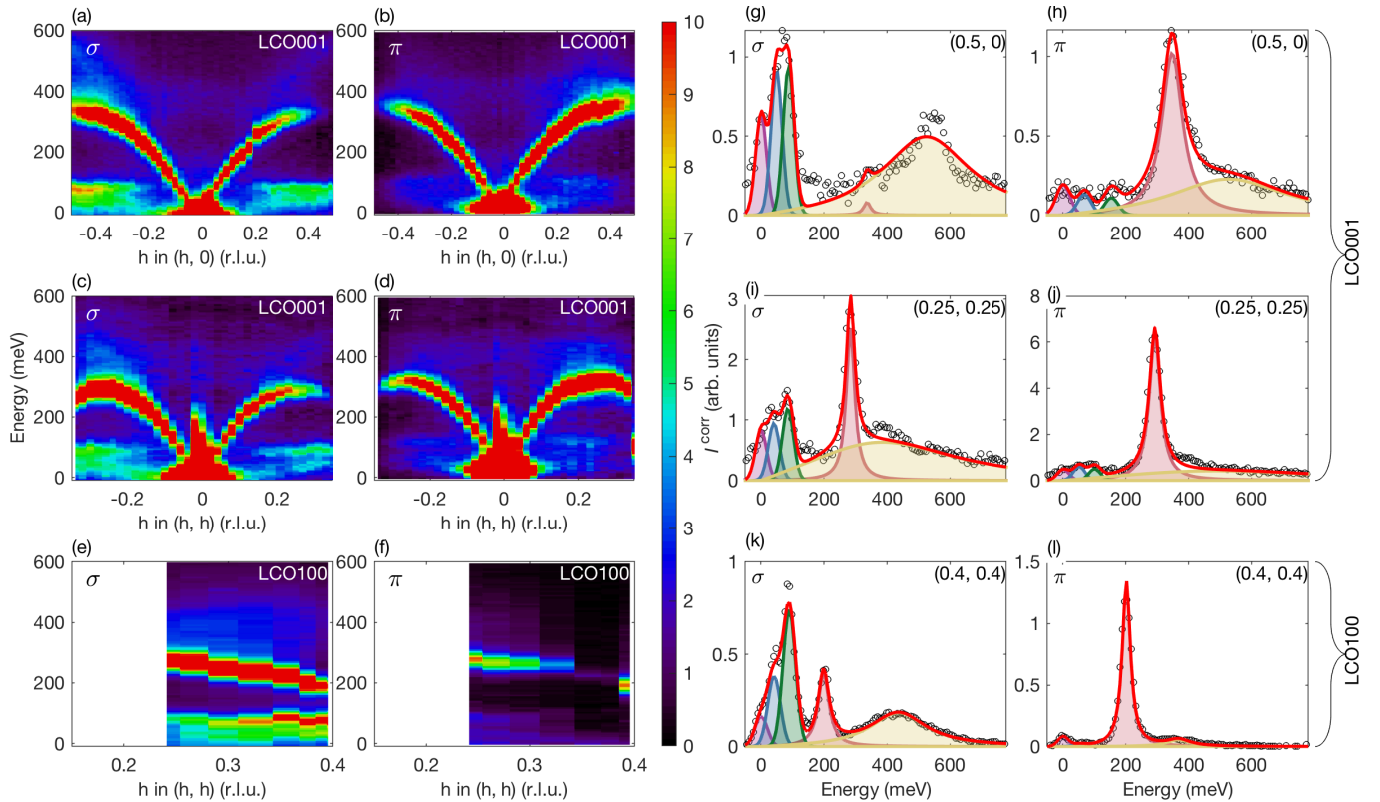 (a)
600
σ
LCO001
400
200
0
-0.4 -0.2 0 0.2 0.4
h in (h, 0) (r.l.u.)
(b)
π
LCO001
-0.4 -0.2 0 0.2 0.4
h in (h, 0) (r.l.u.)
(c)
600
σ
LCO001
400
200
0
-0.2 0 0.2
h in (h, h) (r.l.u.)
Energy (meV)
(d)
π
LCO001
-0.2 0 0.2
h in (h, h) (r.l.u.)
(e)
600
σ
LCO100
400
200
0
0.2 0.3 0.4
h in (h, h) (r.l.u.)
(f)
π
LCO100
600
400
200
0
0.2 0.3 0.4
h in (h, h) (r.l.u.)
10
9
8
7
6
5
4
3
2
1
0
(g)
σ
(0.5, 0)
1
0.5
0
0 200 400 600
(h)
π
(0.5, 0)
1
0.5
0
0 200 400 600
(i)
σ
(0.25, 0.25)
3
2
1
0
0 200 400 600
I corr (arb. units)
(j)
π
(0.25, 0.25)
8
6
4
2
0
0 200 400 600
LCO001
(k)
σ
(0.4, 0.4)
1
0.5
0
0 200 400 600
Energy (meV)
(l)
π
(0.4, 0.4)
1.5
1
0.5
0
0 200 400 600
Energy (meV)
LCO100